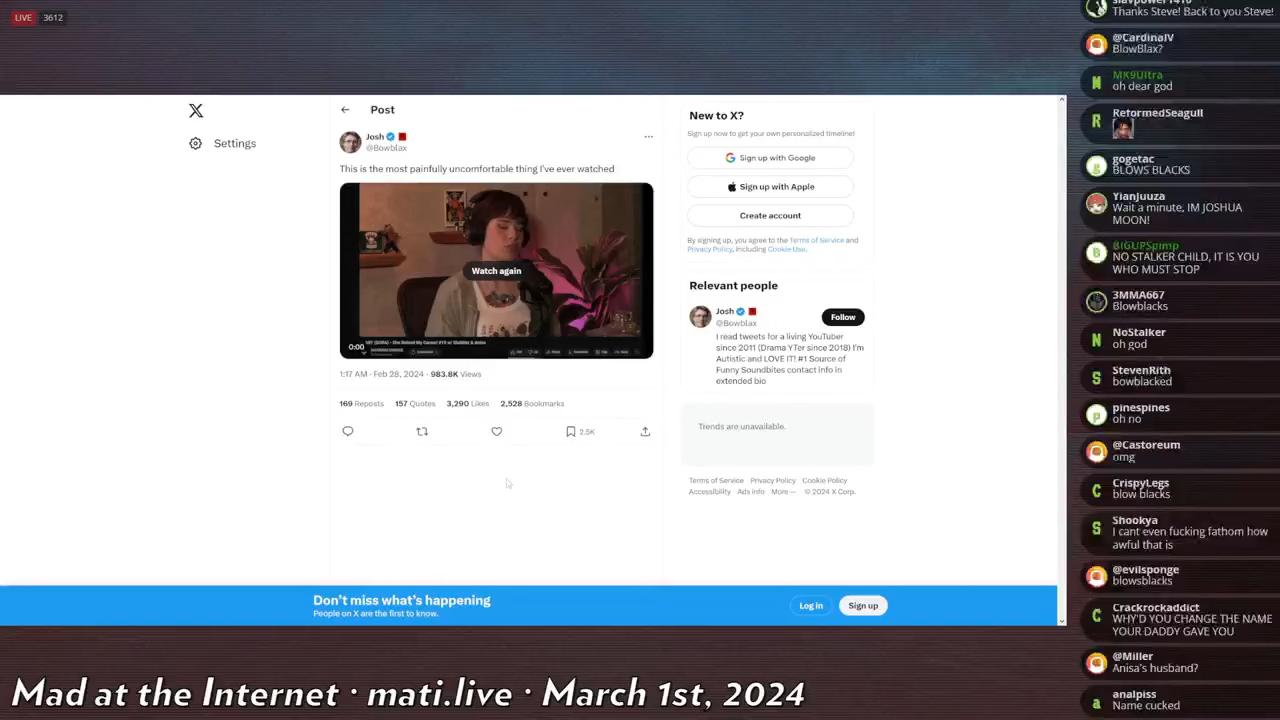 LIVE 3612
Settings
Post
Josh
@Bowblax
This is the most painfully uncomfortable thing I've ever watched
Watch again
0:00
1:17 AM · Feb 28, 2024 · 983.8K Views
169 Reposts 157 Quotes 3,290 Likes 2,528 Bookmarks
2.5K
New to X?
Sign up now to get your own personalized timeline!
Sign up with Google
Sign up with Apple
Create account
By signing up, you agree to the Terms of Service and
Privacy Policy, including Cookie Use.
Relevant people
Josh
@Bowblax
Follow
I read tweets for a living YouTuber
since 2011 (Drama YTer since 2018) I'm
Autistic and LOVE IT! #1 Source of
Funny Soundbites contact info in
extended bio
Trends are unavailable.
Terms of Service Privacy Policy Cookie Policy
Accessibility Ads info More — © 2024 X Corp.
Don't miss what's happening
People on X are the first to know.
Log in
Sign up
Mad at the Internet · mati.live · March 1st, 2024
Thanks Steve! Back to you Steve!
@CardinalV
BlowBlax?
MK9Ultra
oh dear god
ReformedSeagull
gogetac
BLOWS BLACKS
YianJuuza
Wait a minute, IM JOSHUA
MOON!
BIGUPSpimp
NO STALKER CHILD, IT IS YOU
WHO MUST STOP
3MMA667
Blowblacks
NoStalker
oh god
StevenRith
bowblacked
pinespines
oh no
@Castoreum
omg
CrispyLes
blow blacks
Shookya
I cant even fucking fathom how
awful that is
@evilsponge
blowsblacks
Crackrockaddict
WHY'D YOU CHANGE THE NAME
YOUR DADDY GAVE YOU
@Miller
Anisa's husband?
analpiss
Name cucked